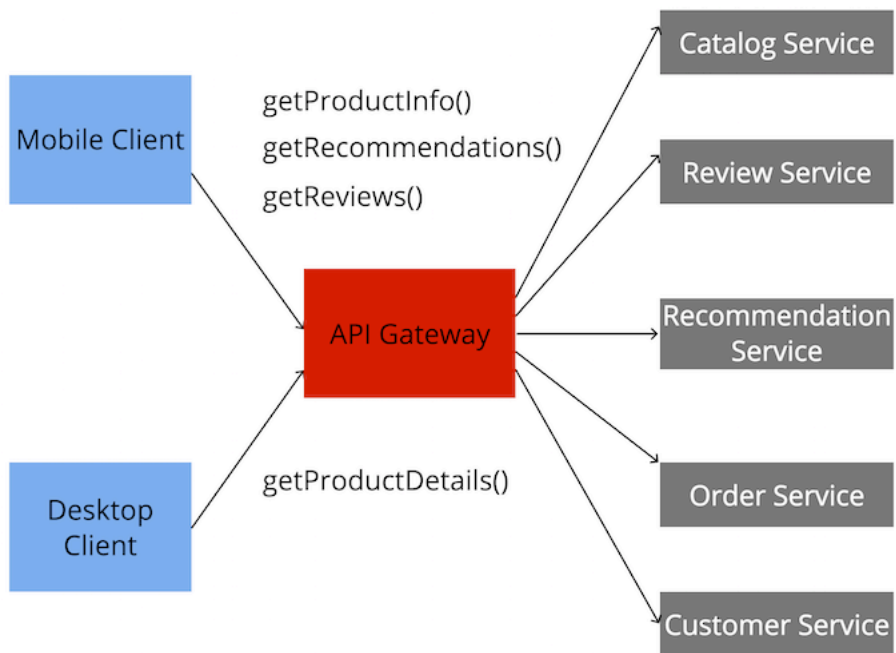 Mobile Client
getProductInfo()
getRecommendations()
getReviews()
API Gateway
getProductDetails()
Desktop
Client
Catalog Service
Review Service
Recommendation
Service
Order Service
Customer Service